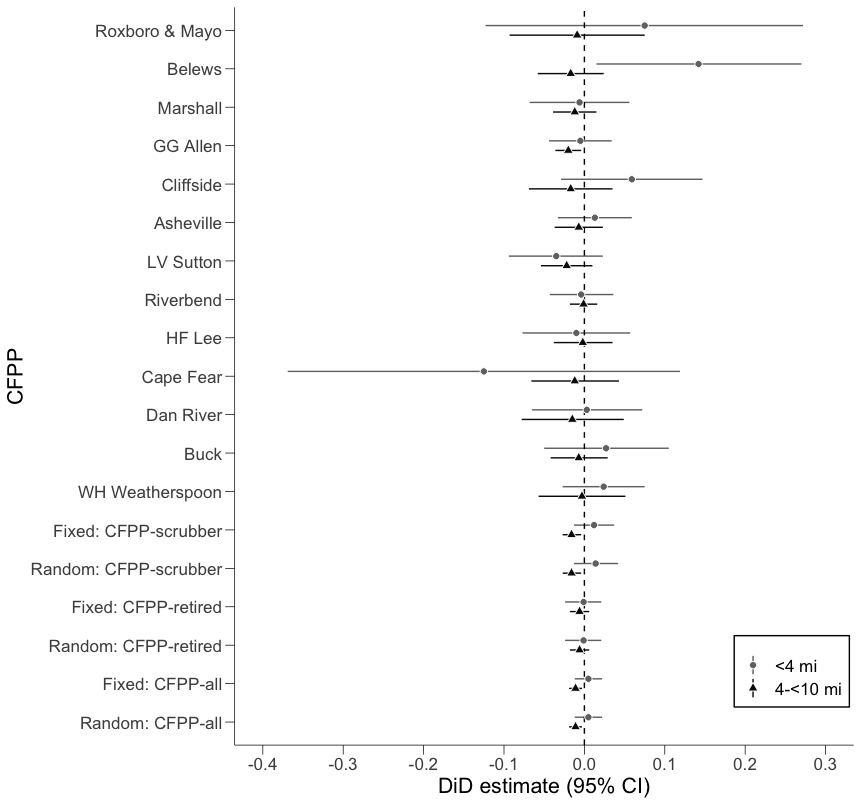 CFPP
Roxboro & Mayo
Belews
Marshall
GG Allen
Cliffside
Asheville
LV Sutton
Riverbend
HF Lee
Cape Fear
Dan River
Buck
WH Weatherspoon
Fixed: CFPP-scrubber
Random: CFPP-scrubber
Fixed: CFPP-retired
Random: CFPP-retired
Fixed: CFPP-all
Random: CFPP-all
<4 mi
4-<10 mi
-0.4 -0.3 -0.2 -0.1 0.0 0.1 0.2 0.3
DiD estimate (95% CI)